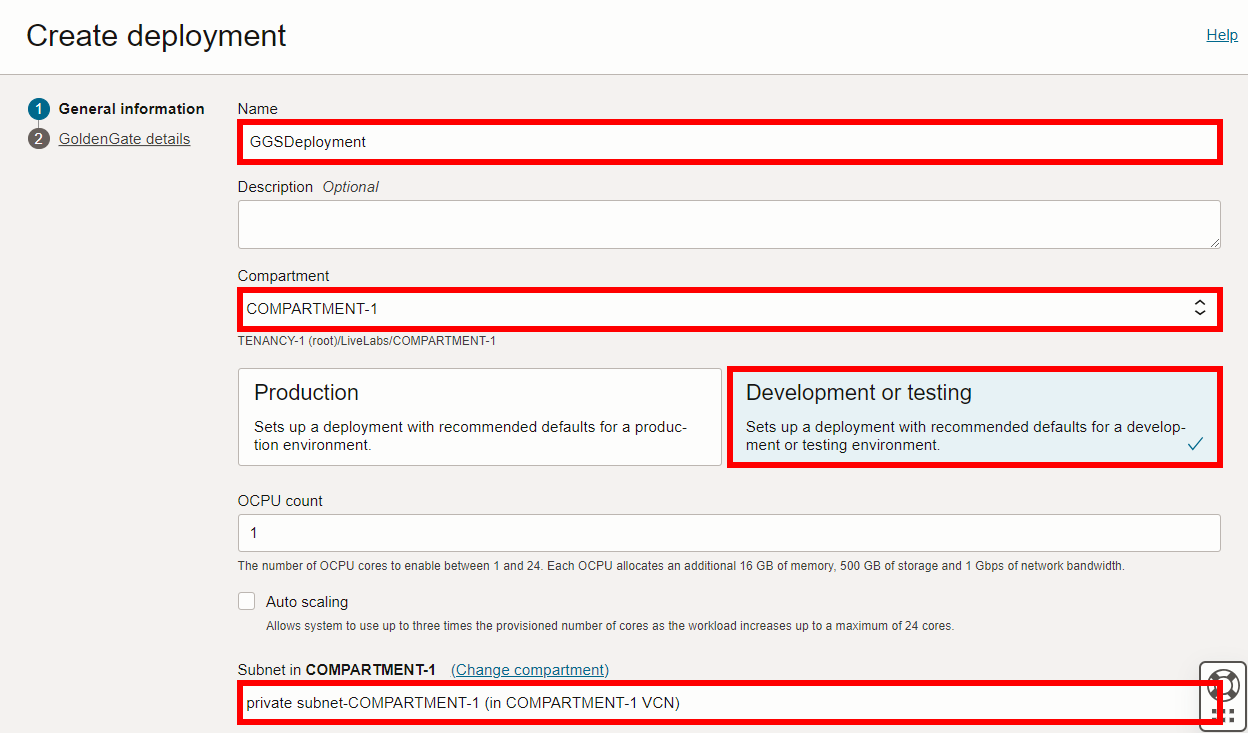 Create deployment
Help
1 General information
2 GoldenGate details
Name
GGSDeployment
Description Optional
Compartment
COMPARTMENT-1
TENANCY-1 (root)/LiveLabs/COMPARTMENT-1
Production
Sets up a deployment with recommended defaults for a produc-
tion environment.
Development or testing
Sets up a deployment with recommended defaults for a develop-
ment or testing environment.
OCPU count
1
The number of OCPU cores to enable between 1 and 24. Each OCPU allocates an additional 16 GB of memory, 500 GB of storage and 1 Gbps of network bandwidth.
Auto scaling
Allows system to use up to three times the provisioned number of cores as the workload increases up to a maximum of 24 cores.
Subnet in COMPARTMENT-1 (Change compartment)
private subnet-COMPARTMENT-1 (in COMPARTMENT-1 VCN)